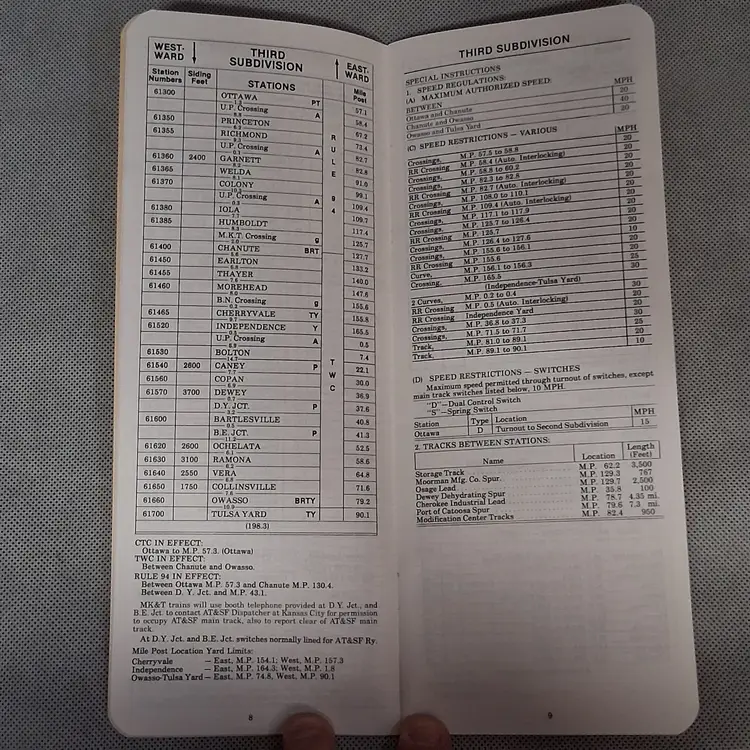 WEST-WARD THIRD SUBDIVISION EAST-WARD
Station Numbers Siding Feet STATIONS Mile Post
61300 OTTAWA PT 57.1
U.P. Crossing A 58.4
61350 PRINCETON 67.2
61355 RICHMOND 73.4
U.P. Crossing A 82.7
61360 2400 GARNETT 82.8
61365 WELDA 91.0
61370 COLONY 99.1
U.P. Crossing A 109.4
61380 IOLA 109.7
61385 HUMBOLDT 117.4
M.K.T. Crossing g 125.7
61400 CHANUTE BRT 127.7
61450 EARLTON 133.2
61455 THAYER 140.0
61460 MOREHEAD 147.6
B.N. Crossing g 155.6
61465 CHERRYVALE TY 155.8
61520 INDEPENDENCE Y 165.5
U.P. Crossing A 0.5
61530 BOLTON 7.4
61540 2600 CANEY P 22.1
61560 COPAN 30.0
61570 3700 DEWEY 36.9
D.Y. JCT. P 37.6
61600 BARTLESVILLE 40.8
B.E. JCT. P 41.3
61620 2600 OCHELATA 52.5
61630 3100 RAMONA 58.6
61640 2550 VERA 64.8
61650 1750 COLLINSVILLE 71.6
61660 OWASSO BRTY 79.2
61700 TULSA YARD TY 90.1
(198.3)
RULE 94
TWC
CTC IN EFFECT:
Ottawa to M.P. 57.3. (Ottawa)
TWC IN EFFECT:
Between Chanute and Owasso.
RULE 94 IN EFFECT:
Between Ottawa M.P. 57.3 and Chanute M.P. 130.4.
Between D. Y. Jct. and M.P. 43.1.
MK&T trains will use booth telephone provided at D.Y. Jct., and
B.E. Jct. to contact AT&SF Dispatcher at Kansas City for permission
to occupy AT&SF main track, also to report clear of AT&SF main
track.
At D.Y. Jct. and B.E. Jct. switches normally lined for AT&SF Ry.
Mile Post Location Yard Limits:
Cherryvale — East, M.P. 154.1; West, M.P. 157.3
Independence — East, M.P. 164.3; West, M.P. 1.8
Owasso-Tulsa Yard — East, M.P. 74.8, West, M.P. 90.1
8
THIRD SUBDIVISION
SPECIAL INSTRUCTIONS
1. SPEED REGULATIONS:
(A) MAXIMUM AUTHORIZED SPEED:
BETWEEN MPH
Ottawa and Chanute 20
Chanute and Owasso 40
Owasso and Tulsa Yard 20
(C) SPEED RESTRICTIONS — VARIOUS
MPH
Crossings, M.P. 57.5 to 58.8 20
RR Crossing M.P. 58.4 (Auto. Interlocking) 20
Crossings, M.P. 58.8 to 60.2 20
Crossings, M.P. 82.3 to 82.8 20
RR Crossing M.P. 82.7 (Auto. Interlocking) 20
Crossings, M.P. 108.0 to 110.1 20
RR Crossing M.P. 109.4 (Auto. Interlocking) 20
Crossings, M.P. 117.1 to 117.9 20
Crossings, M.P. 125.7 to 126.4 20
RR Crossing M.P. 125.7 10
Crossings, M.P. 126.4 to 127.6 20
Crossings, M.P. 155.6 to 156.1 20
RR Crossing M.P. 155.6 20
Curve, M.P. 156.1 to 156.3 25
Crossing, M.P. 165.5 30
(Independence-Tulsa Yard)
2 Curves, M.P. 0.2 to 0.4 30
RR Crossing M.P. 0.5 (Auto. Interlocking) 20
RR Crossing Independence Yard
Crossings, M.P. 36.8 to 37.3 30
Crossings, M.P. 71.5 to 71.7 25
Track, M.P. 81.0 to 89.1 20
Track, M.P. 89.1 to 90.1 10
(D) SPEED RESTRICTIONS — SWITCHES
Maximum speed permitted through turnout of switches, except
main track switches listed below, 10 MPH.
"D"—Dual Control Switch
"S"—Spring Switch
Station Type Location MPH
Ottawa D Turnout to Second Subdivision 15
2. TRACKS BETWEEN STATIONS:
Name Location Length (Feet)
Storage Track M.P. 62.2 3,500
Moorman Mfg. Co. Spur M.P. 129.3 767
Osage Lead M.P. 129.7 2,500
Dewey Dehydrating Spur M.P. 35.8 100
Cherokee Industrial Lead M.P. 78.7 4.35 mi.
Port of Catoosa Spur M.P. 79.6 7.3 mi.
Modification Center Tracks M.P. 82.4 950
9